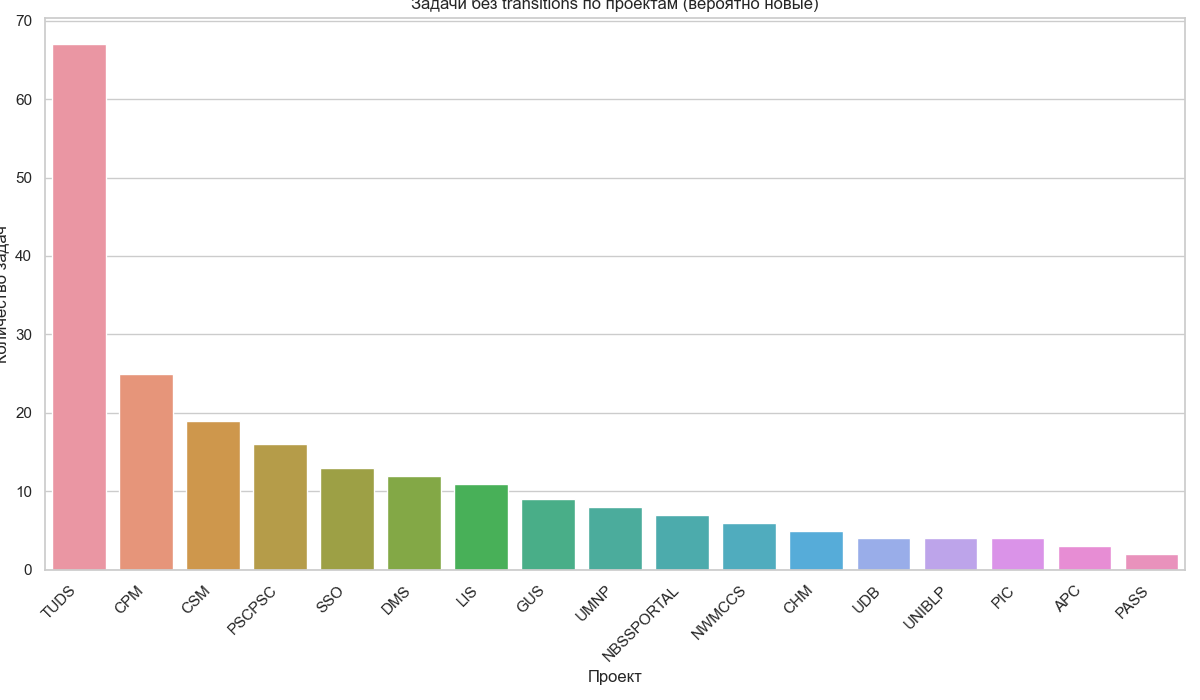 Задачи без transitions по проектам (вероятно новые)
70
60
50
40
30
20
10
0
Количество задач
TUDS
CPM
CSM
PSCPSC
SSO
DMS
LIS
GUS
UMNP
NBSSPORTAL
NWMCCS
CHM
UDB
UNIBLP
PIC
APC
PASS
Проект